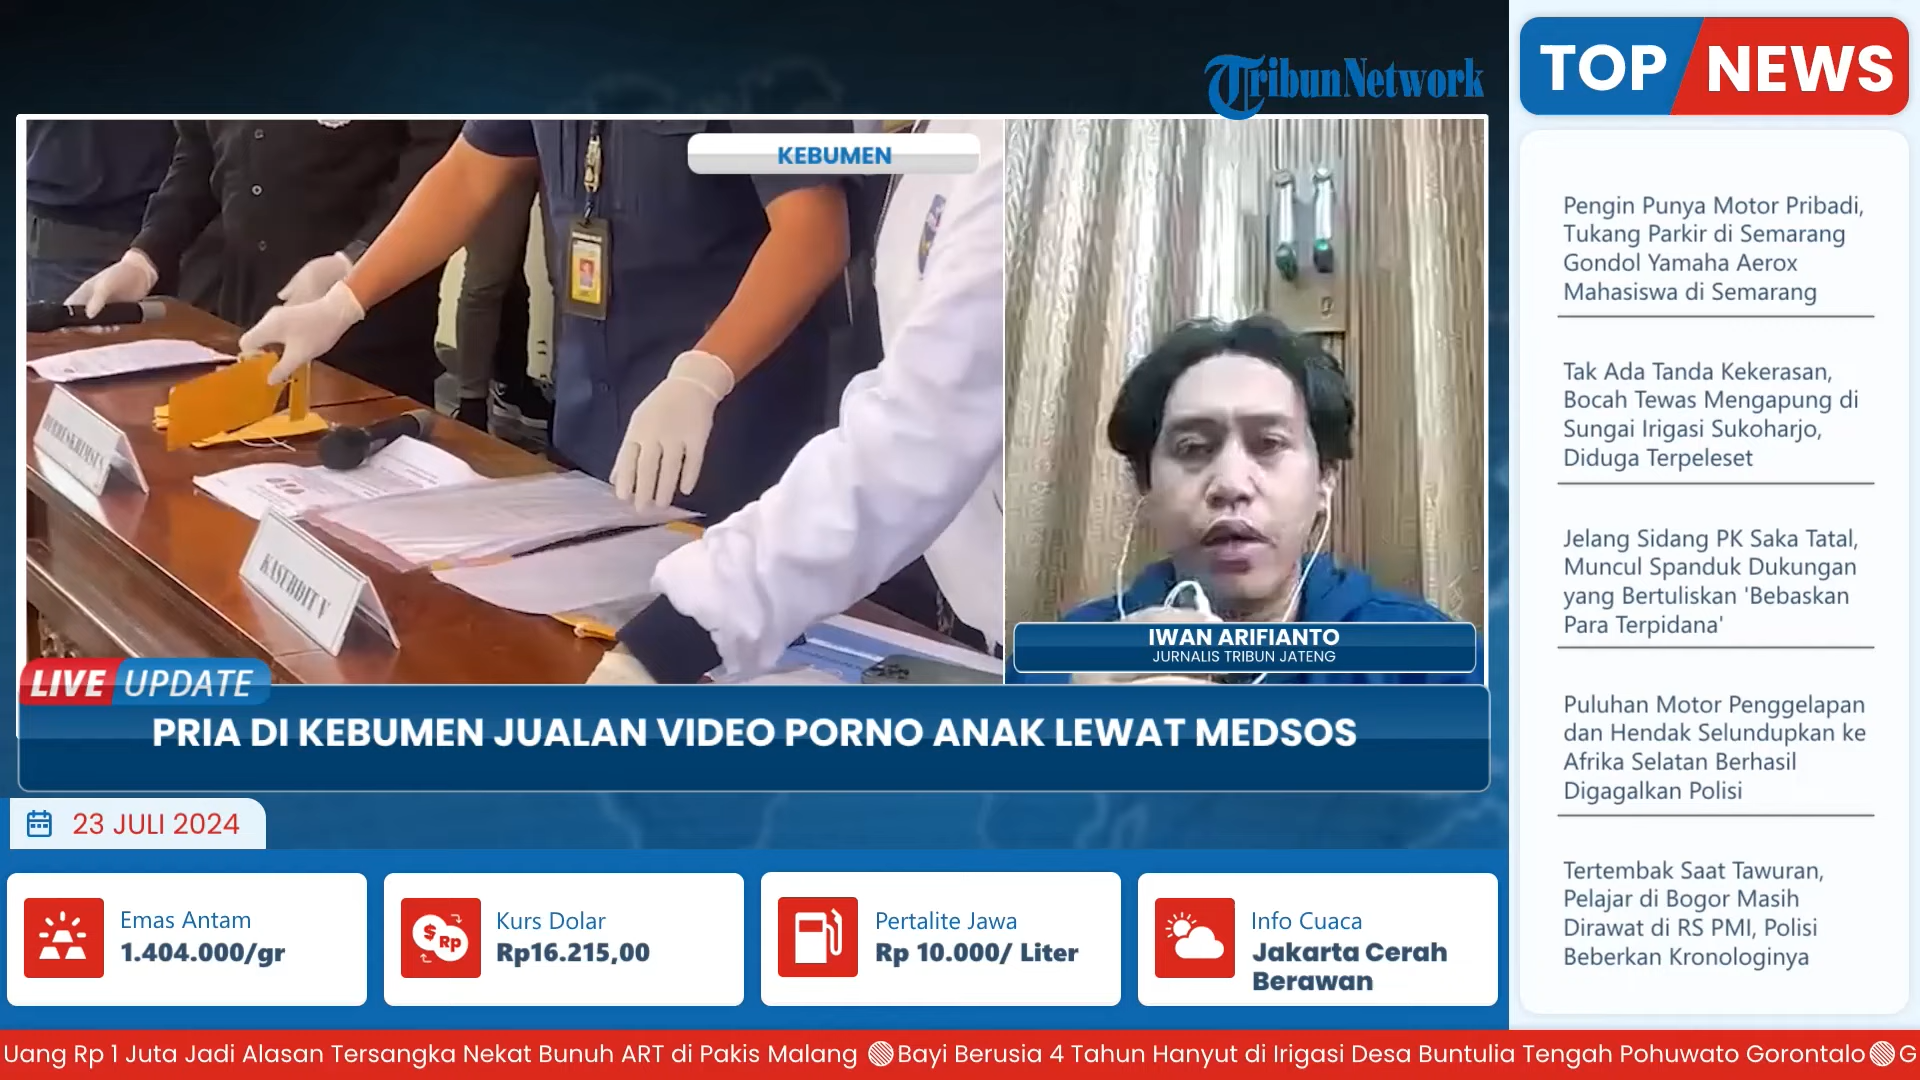 TribunNetwork
KEBUMEN
KASUBDIT V
IWAN ARIFIANTO
JURNALIS TRIBUN JATENG
LIVE UPDATE
PRIA DI KEBUMEN JUALAN VIDEO PORNO ANAK LEWAT MEDSOS
23 JULI 2024
Emas Antam
1.404.000/gr
Kurs Dolar
Rp16.215,00
Pertalite Jawa
Rp 10.000/ Liter
Info Cuaca
Jakarta Cerah
Berawan
TOP NEWS
Pengin Punya Motor Pribadi,
Tukang Parkir di Semarang
Gondol Yamaha Aerox
Mahasiswa di Semarang
Tak Ada Tanda Kekerasan,
Bocah Tewas Mengapung di
Sungai Irigasi Sukoharjo,
Diduga Terpeleset
Jelang Sidang PK Saka Tatal,
Muncul Spanduk Dukungan
yang Bertuliskan 'Bebaskan
Para Terpidana'
Puluhan Motor Penggelapan
dan Hendak Selundupkan ke
Afrika Selatan Berhasil
Digagalkan Polisi
Tertembak Saat Tawuran,
Pelajar di Bogor Masih
Dirawat di RS PMI, Polisi
Beberkan Kronologinya
Uang Rp 1 Juta Jadi Alasan Tersangka Nekat Bunuh ART di Pakis Malang Bayi Berusia 4 Tahun Hanyut di Irigasi Desa Buntulia Tengah Pohuwato Gorontalo G